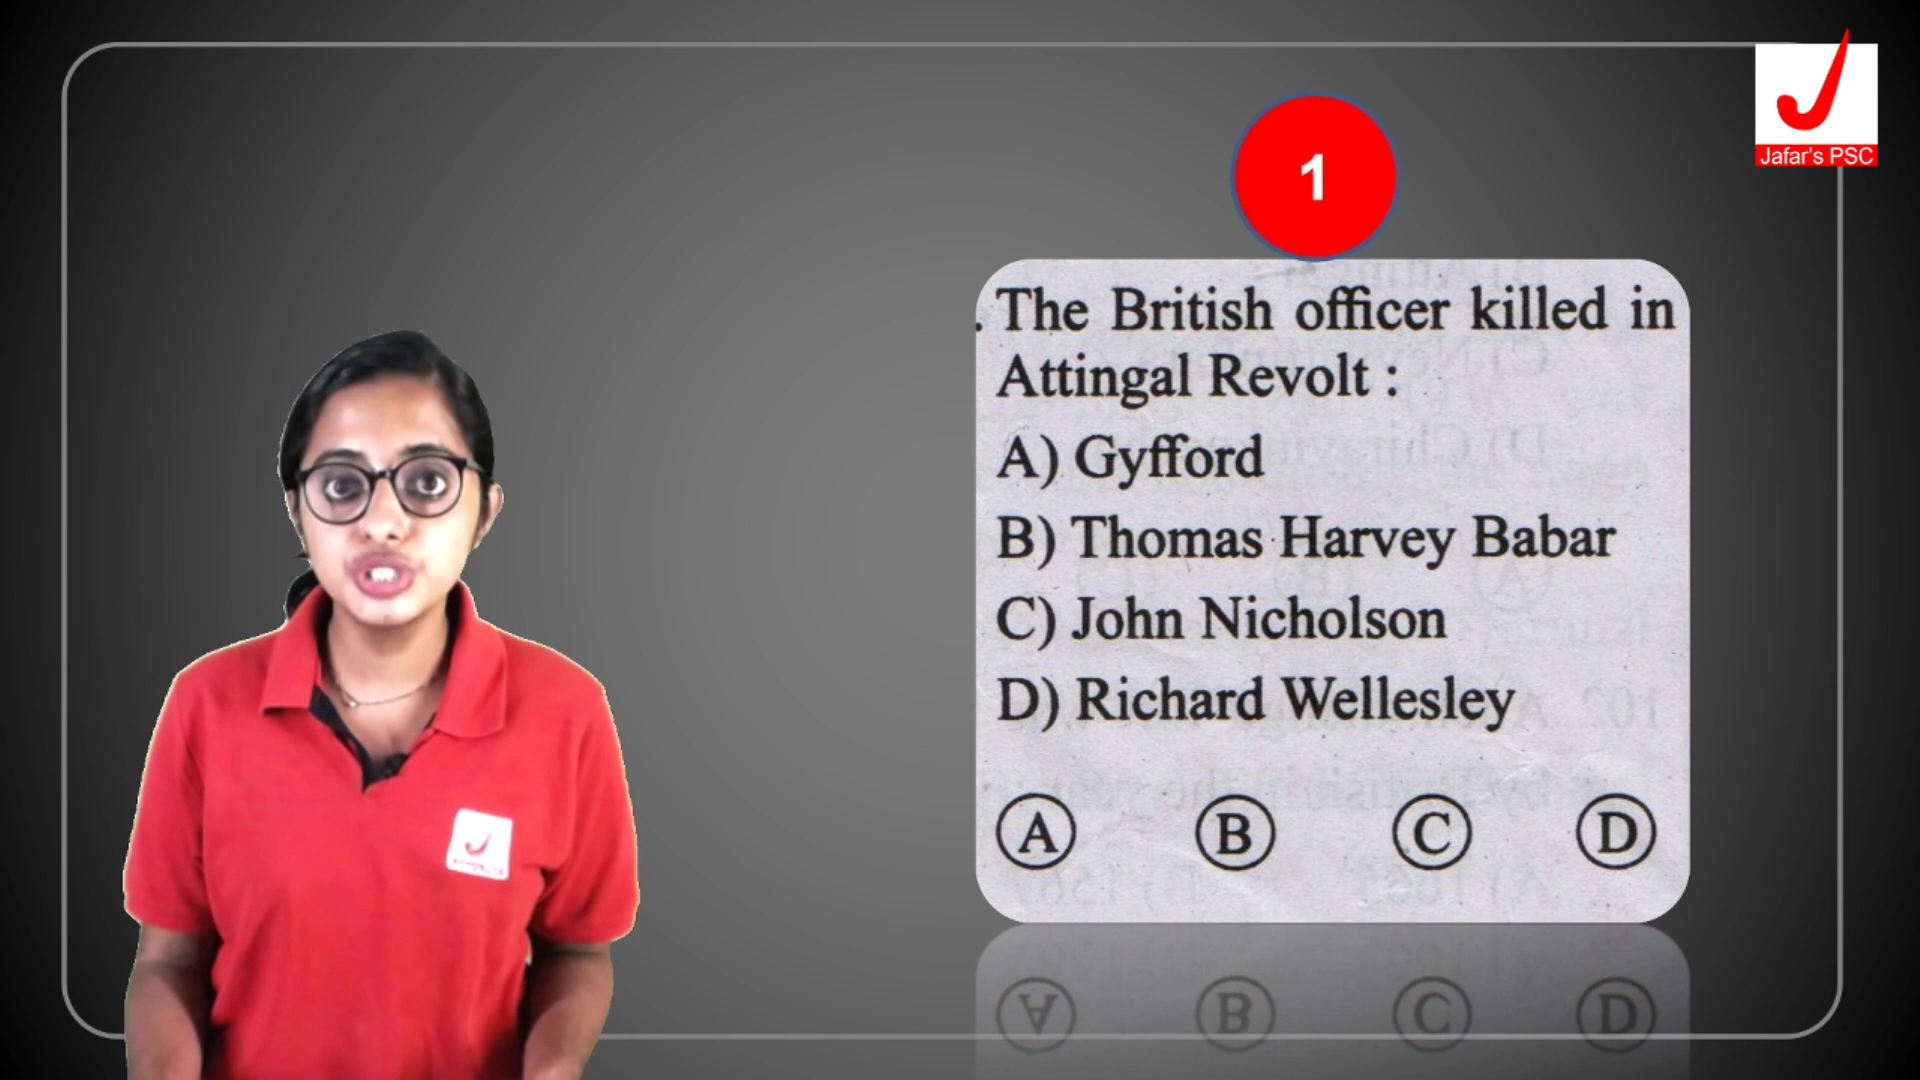 Jafar's PSC
1
. The British officer killed in
Attingal Revolt :
A) Gyfford
B) Thomas Harvey Babar
C) John Nicholson
D) Richard Wellesley
A B C D